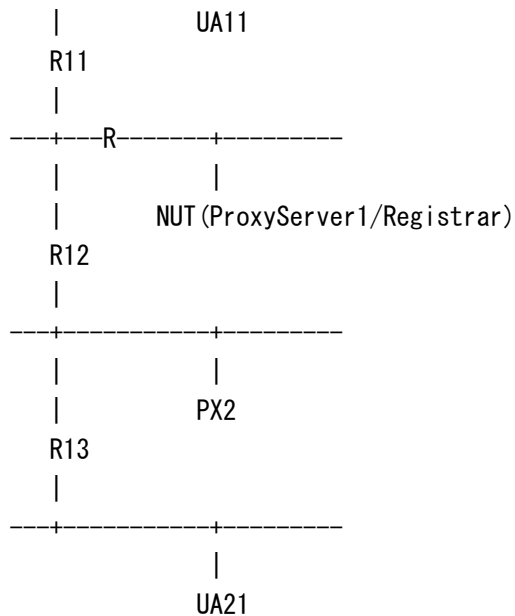 |          UA11
R11
|
---+---R-------+---------
|          |
|     NUT(ProxyServer1/Registrar)
R12
|
---+-----------+---------
|          |
|         PX2
R13
|
---+-----------+---------
|
UA21